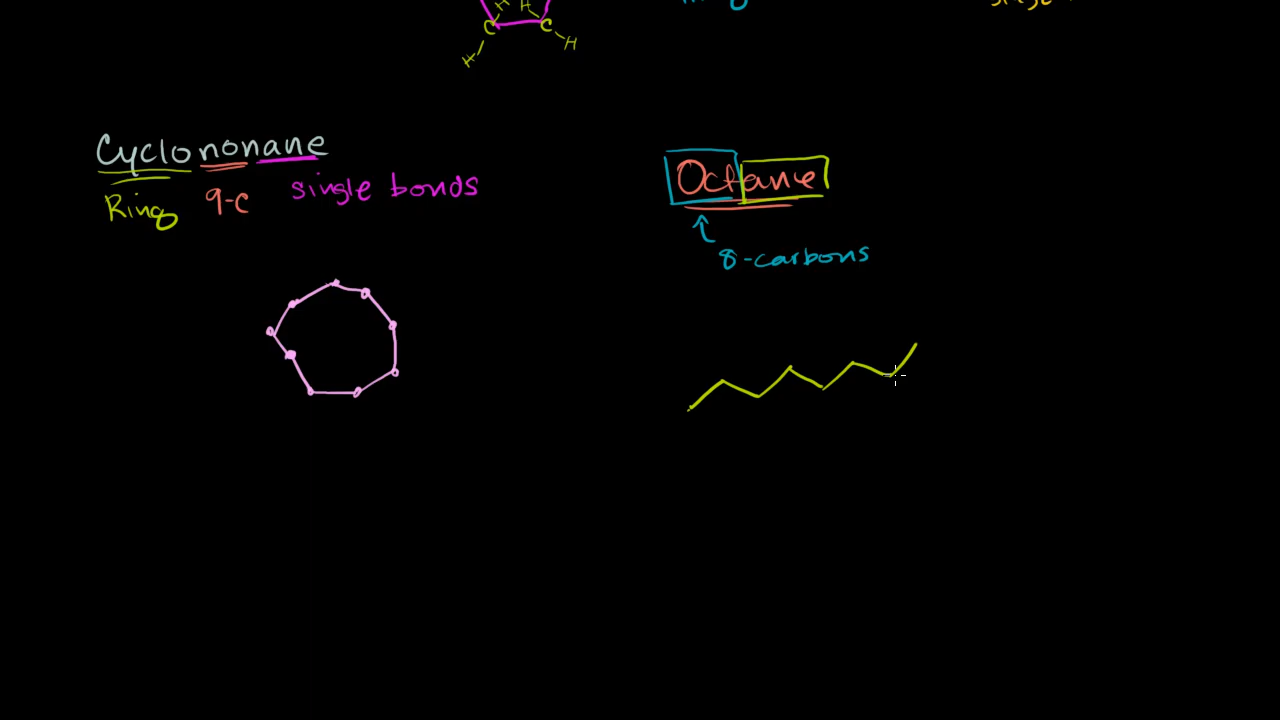 H H
C C
H H
Cyclononane
Ring 9-C single bonds
Octane
8-carbons